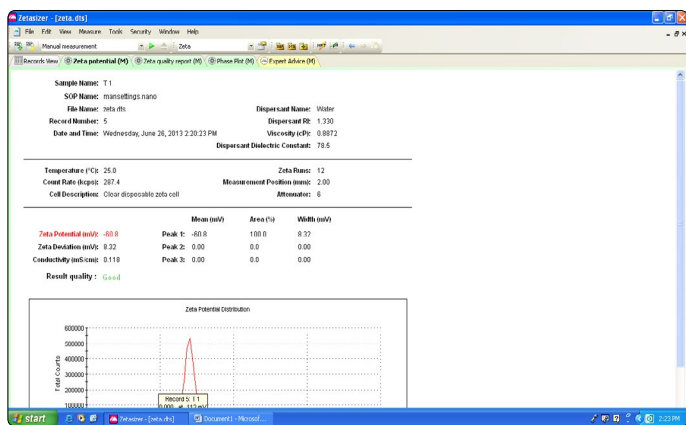 Zetasizer - [zeta.dts]
File Edit View Measure Tools Security Window Help
Manual measurement Zeta
Records View Zeta potential (M) Zeta quality report (M) Phase Plot (M) Expert Advice (M)
Sample Name: T 1
SOP Name: mansettings.nano
File Name: zeta.dts Dispersant Name: Water
Record Number: 5 Dispersant RI: 1.330
Date and Time: Wednesday, June 26, 2013 2:20:23 PM Viscosity (cP): 0.8872
Dispersant Dielectric Constant: 78.5
Temperature (°C): 25.0 Zeta Runs: 12
Count Rate (kcps): 287.4 Measurement Position (mm): 2.00
Cell Description: Clear disposable zeta cell Attenuator: 6
Mean (mV) Area (%) Width (mV)
Zeta Potential (mV): -60.8 Peak 1: -60.8 100.0 8.32
Zeta Deviation (mV): 8.32 Peak 2: 0.00 0.0 0.00
Conductivity (mS/cm): 0.118 Peak 3: 0.00 0.0 0.00
Result quality : Good
Zeta Potential Distribution
600000
500000
400000
300000
200000
100000
Total Counts
Record 5: T 1
start Zetasizer - [zeta.dts] Document1 - Microsof... 2:23 PM